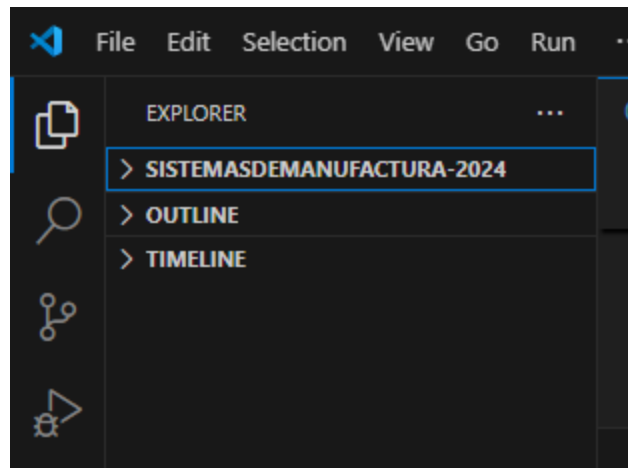 File Edit Selection View Go Run ...
EXPLORER ...
SISTEMASDEMANUFACTURA-2024
OUTLINE
TIMELINE